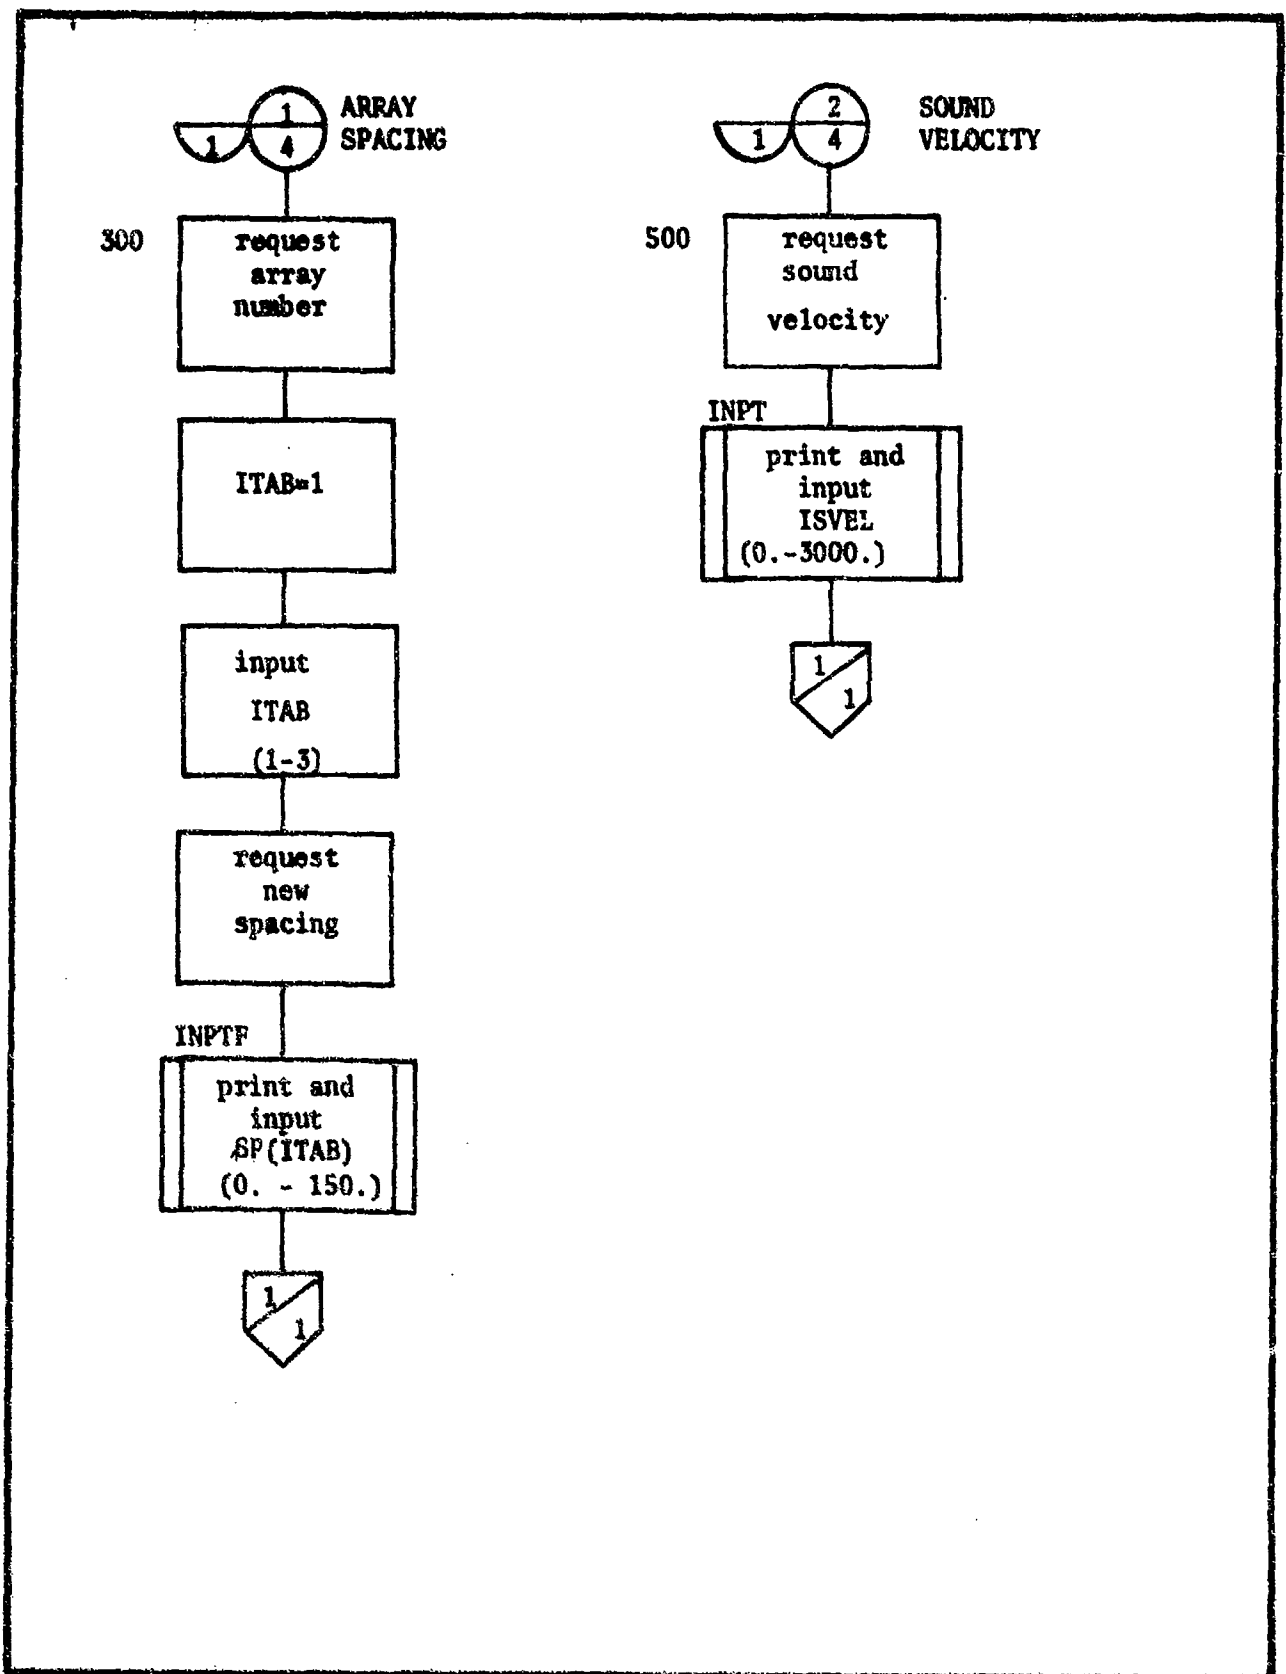 1
1
4
ARRAY
SPACING
300
request
array
number
ITAB=1
input
ITAB
(1-3)
request
new
spacing
INPTF
print and
input
SP(ITAB)
(0. - 150.)
1
1
2
1
4
SOUND
VELOCITY
500
request
sound
velocity
INPT
print and
input
ISVEL
(0.-3000.)
1
1